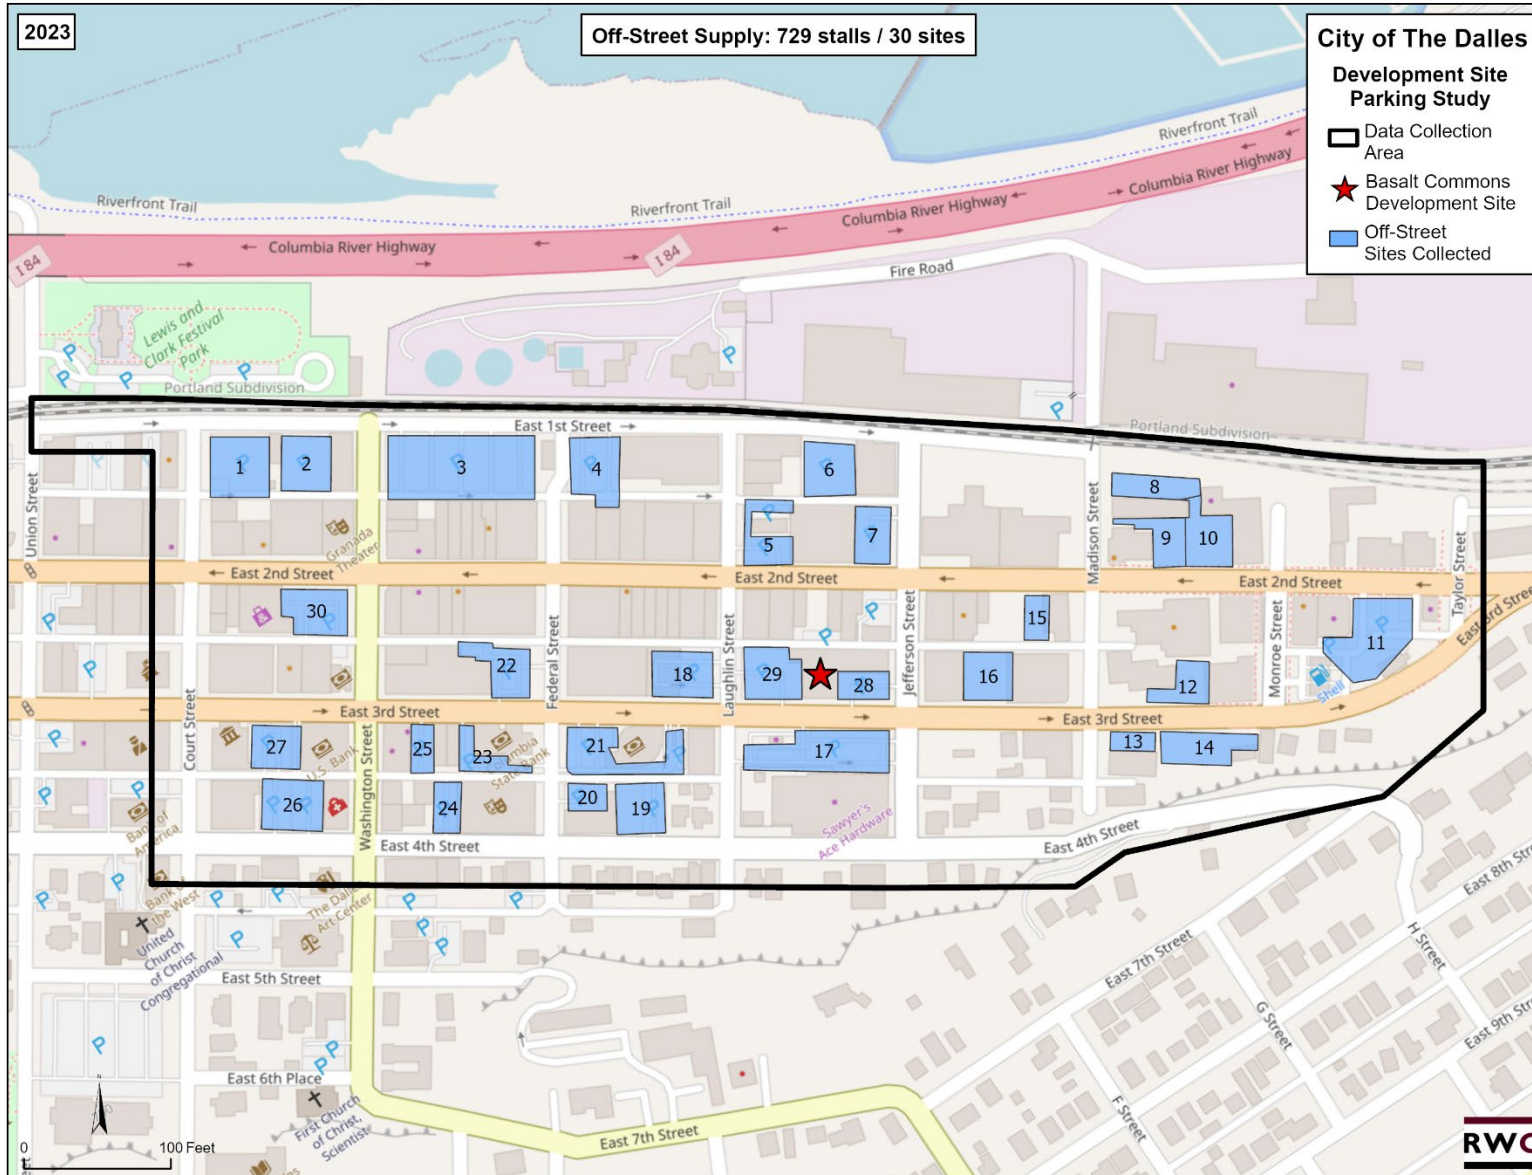 2023
Off-Street Supply: 729 stalls / 30 sites
City of The Dalles
Development Site
Parking Study
Data Collection
Area
Basalt Commons
Development Site
Off-Street
Sites Collected
Riverfront Trail
Riverfront Trail
Riverfront Trail
Columbia River Highway
Columbia River Highway
Columbia River Highway
I 84
I 84
Fire Road
Lewis and
Clark Festival
Park
P
P
P
P
P
P
Portland Subdivision
Portland Subdivision
East 1st Street
1
2
3
4
5
6
7
8
9
10
Union Street
Granada
Theater
Madison Street
East 2nd Street
East 2nd Street
East 2nd Street
Taylor Street
30
15
11
Court Street
22
Federal Street
18
Laughlin Street
29
28
Jefferson Street
16
12
Monroe Street
Shell
East 3rd Street
East 3rd Street
East 3rd Street
27
U.S. Bank
Washington Street
25
23
Columbia
State Bank
21
17
13
14
26
24
20
19
Sawyer's
Ace Hardware
Bank of
America
East 4th Street
East 4th Street
Bank of
the West
The Dalles
Art Center
United
Church
of Christ
Congregational
East 5th Street
East 6th Place
First Church
of Christ,
Scientist
East 7th Street
East 7th Street
East 8th Stre
East 9th Str
H Street
G Street
F Street
N
0
100 Feet
RW